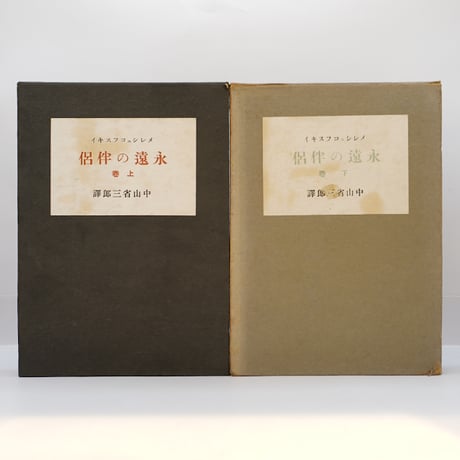 メレシュコフスキイ
永遠の伴侶
上巻
中山省三郎譯
メレシュコフスキイ
永遠の伴侶
下巻
中山省三郎譯